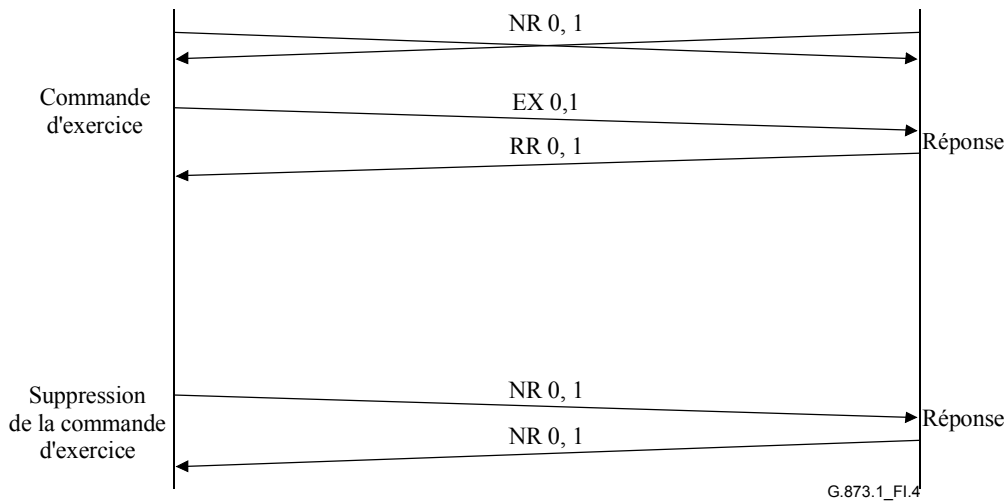 NR 0, 1
Commande
d'exercice
EX 0,1
RR 0, 1
Réponse
Suppression
de la commande
d'exercice
NR 0, 1
NR 0, 1
Réponse
G.873.1_FI.4